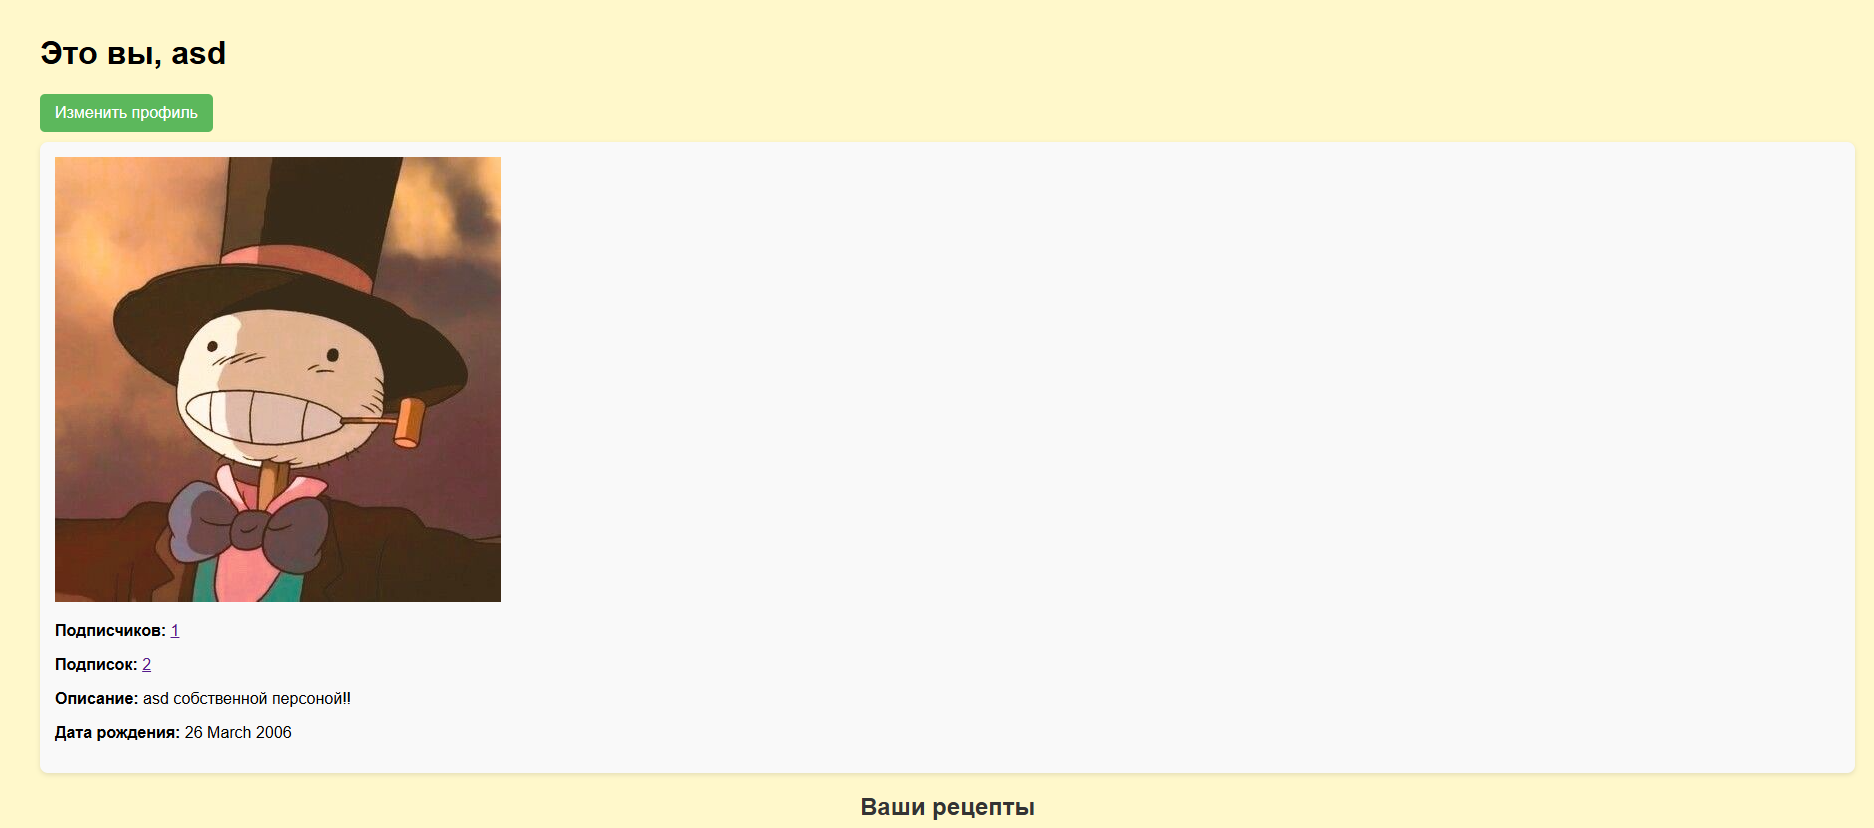 Это вы, asd
Изменить профиль
Подписчиков: 1
Подписок: 2
Описание: asd собственной персоной!!
Дата рождения: 26 March 2006
Ваши рецепты